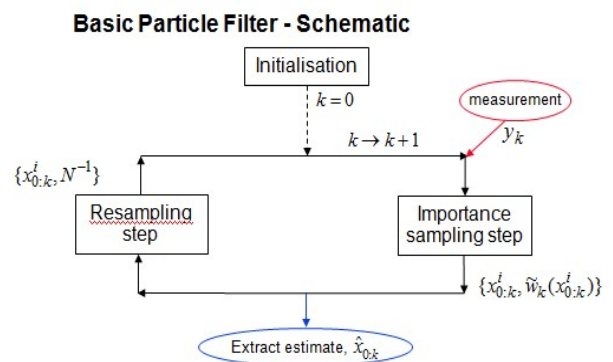 Basic Particle Filter - Schematic
Initialisation
k = 0
measurement
k → k + 1
y_k
{x^i_{0:k}, N^{-1}}
Resampling
step
Importance
sampling step
{x^i_{0:k}, w̃_k(x^i_{0:k})}
Extract estimate, x̂_{0:k}